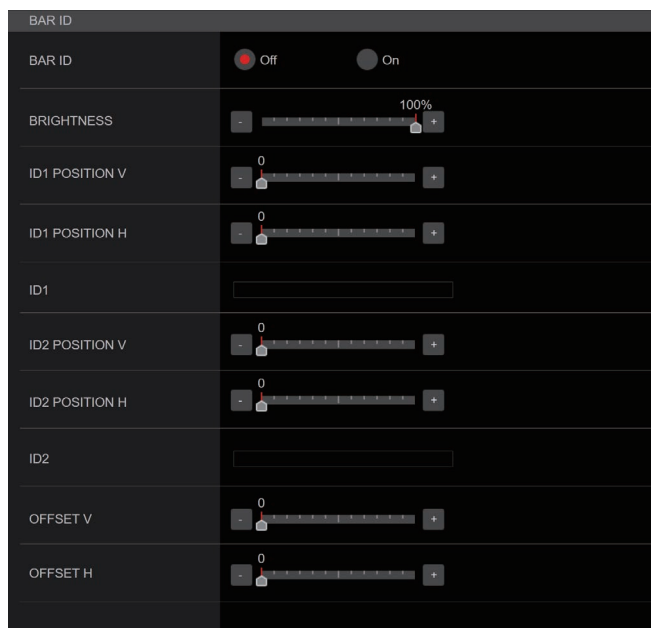 BAR ID
BAR ID Off On
BRIGHTNESS 100% - +
ID1 POSITION V 0 - +
ID1 POSITION H 0 - +
ID1
ID2 POSITION V 0 - +
ID2 POSITION H 0 - +
ID2
OFFSET V 0 - +
OFFSET H 0 - +